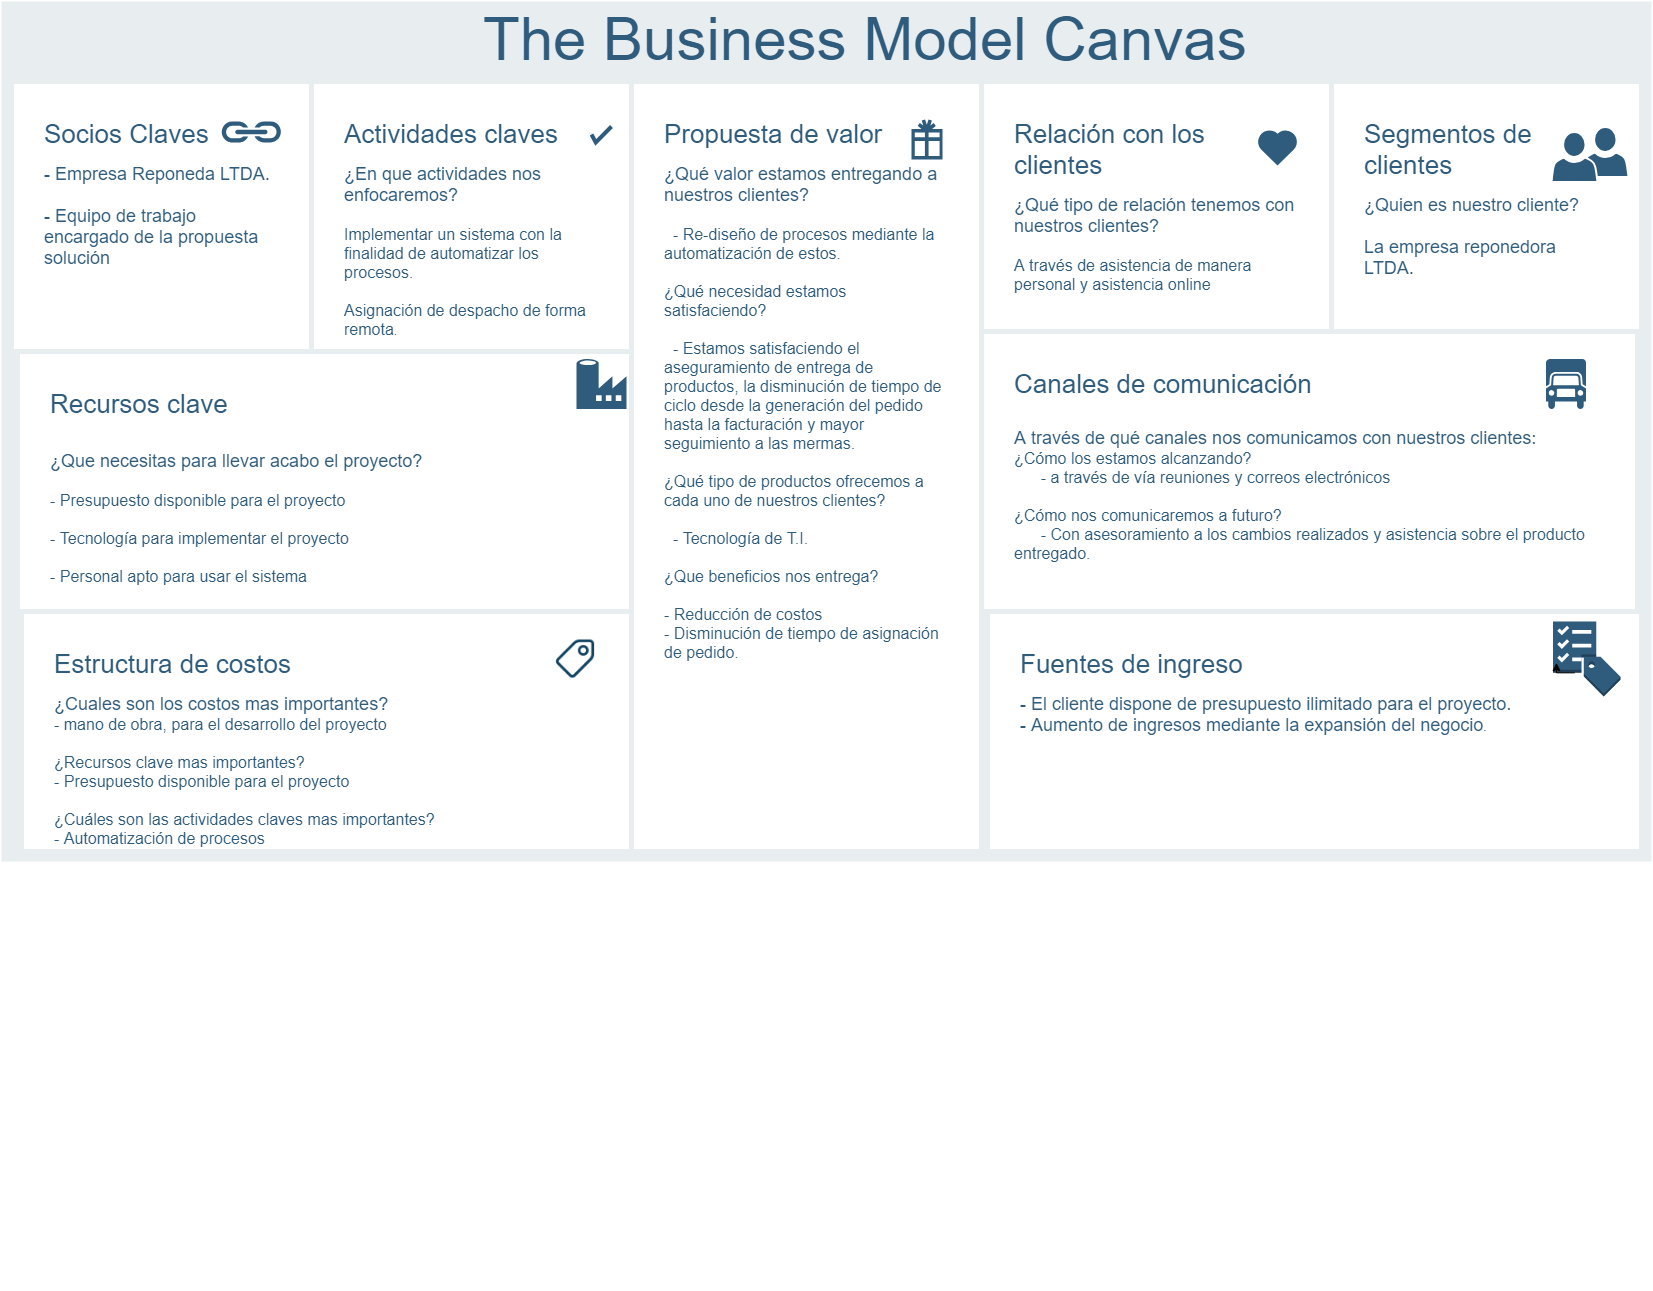 The Business Model Canvas
Socios Claves
- Empresa Reponeda LTDA.
- Equipo de trabajo
encargado de la propuesta
solución
Actividades claves
¿En que actividades nos
enfocaremos?
Implementar un sistema con la
finalidad de automatizar los
procesos.
Asignación de despacho de forma
remota.
Propuesta de valor
¿Qué valor estamos entregando a
nuestros clientes?
- Re-diseño de procesos mediante la
automatización de estos.
¿Qué necesidad estamos
satisfaciendo?
- Estamos satisfaciendo el
aseguramiento de entrega de
productos, la disminución de tiempo de
ciclo desde la generación del pedido
hasta la facturación y mayor
seguimiento a las mermas.
¿Qué tipo de productos ofrecemos a
cada uno de nuestros clientes?
- Tecnología de T.I.
¿Que beneficios nos entrega?
- Reducción de costos
- Disminución de tiempo de asignación
de pedido.
Relación con los
clientes
¿Qué tipo de relación tenemos con
nuestros clientes?
A través de asistencia de manera
personal y asistencia online
Segmentos de
clientes
¿Quien es nuestro cliente?
La empresa reponedora
LTDA.
Recursos clave
¿Que necesitas para llevar acabo el proyecto?
- Presupuesto disponible para el proyecto
- Tecnología para implementar el proyecto
- Personal apto para usar el sistema
Canales de comunicación
A través de qué canales nos comunicamos con nuestros clientes:
¿Cómo los estamos alcanzando?
- a través de vía reuniones y correos electrónicos
¿Cómo nos comunicaremos a futuro?
- Con asesoramiento a los cambios realizados y asistencia sobre el producto
entregado.
Estructura de costos
¿Cuales son los costos mas importantes?
- mano de obra, para el desarrollo del proyecto
¿Recursos clave mas importantes?
- Presupuesto disponible para el proyecto
¿Cuáles son las actividades claves mas importantes?
- Automatización de procesos
Fuentes de ingreso
- El cliente dispone de presupuesto ilimitado para el proyecto.
- Aumento de ingresos mediante la expansión del negocio.